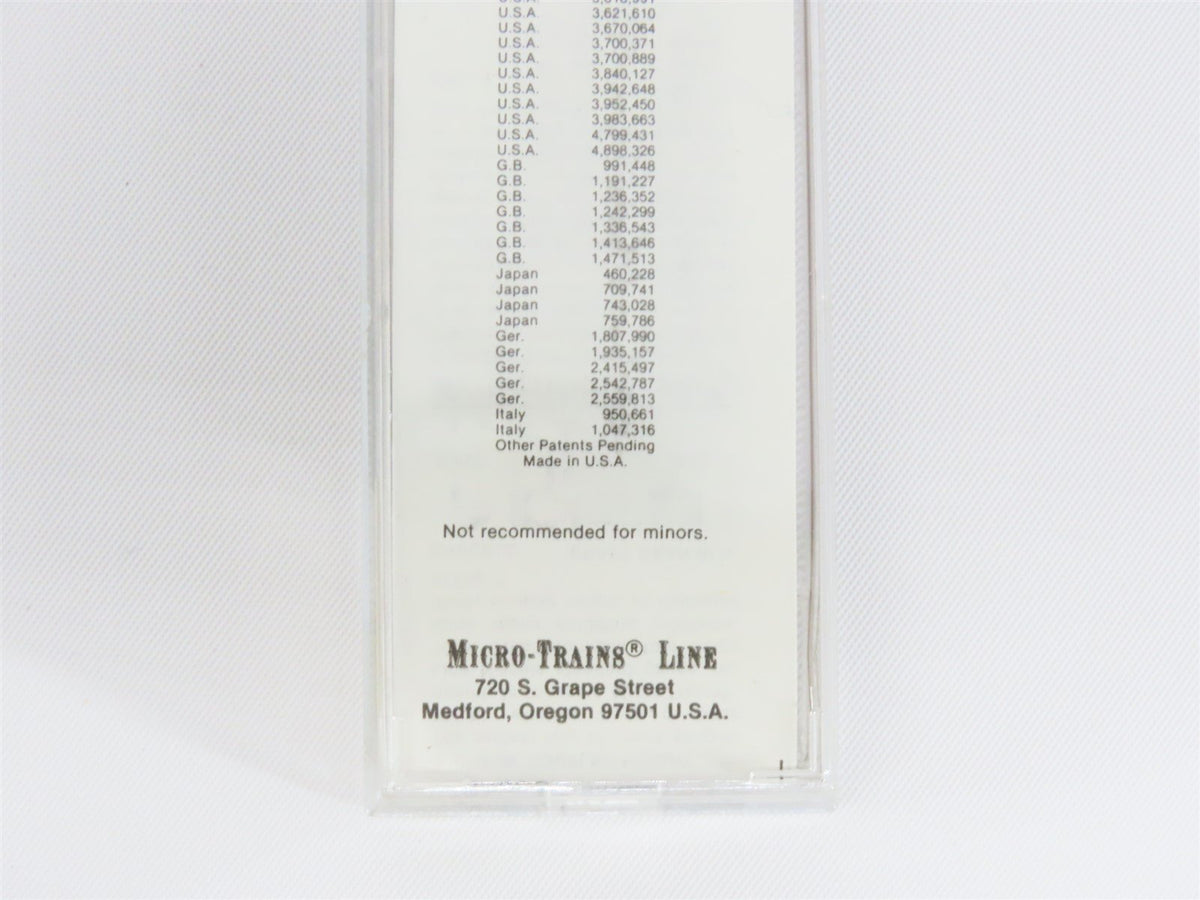 U.S.A. 3,621,610
U.S.A. 3,670,064
U.S.A. 3,700,371
U.S.A. 3,700,889
U.S.A. 3,840,127
U.S.A. 3,942,648
U.S.A. 3,952,450
U.S.A. 3,983,663
U.S.A. 4,799,431
U.S.A. 4,898,326
G.B. 991,448
G.B. 1,191,227
G.B. 1,236,352
G.B. 1,242,299
G.B. 1,336,543
G.B. 1,413,646
G.B. 1,471,513
Japan 460,228
Japan 709,741
Japan 743,028
Japan 759,786
Ger. 1,807,990
Ger. 1,935,157
Ger. 2,415,497
Ger. 2,542,787
Ger. 2,559,813
Italy 950,661
Italy 1,047,316
Other Patents Pending
Made in U.S.A.
Not recommended for minors.
MICRO-TRAINS® LINE
720 S. Grape Street
Medford, Oregon 97501 U.S.A.